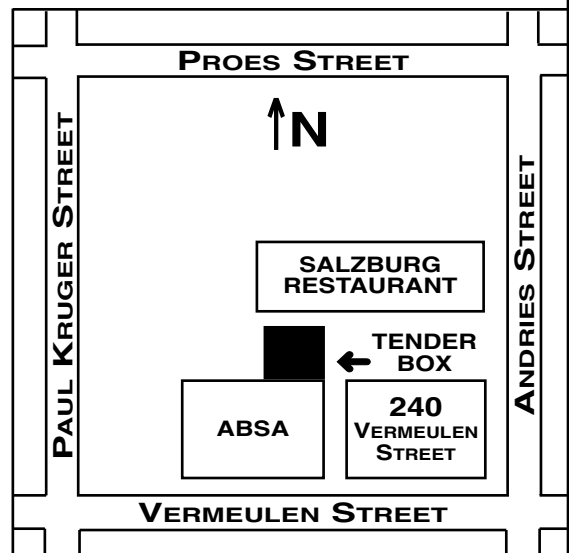 PROES STREET
N
PAUL KRUGER STREET
ANDRIES STREET
SALZBURG
RESTAURANT
TENDER
BOX
ABSA
240
VERMEULEN
STREET
VERMEULEN STREET